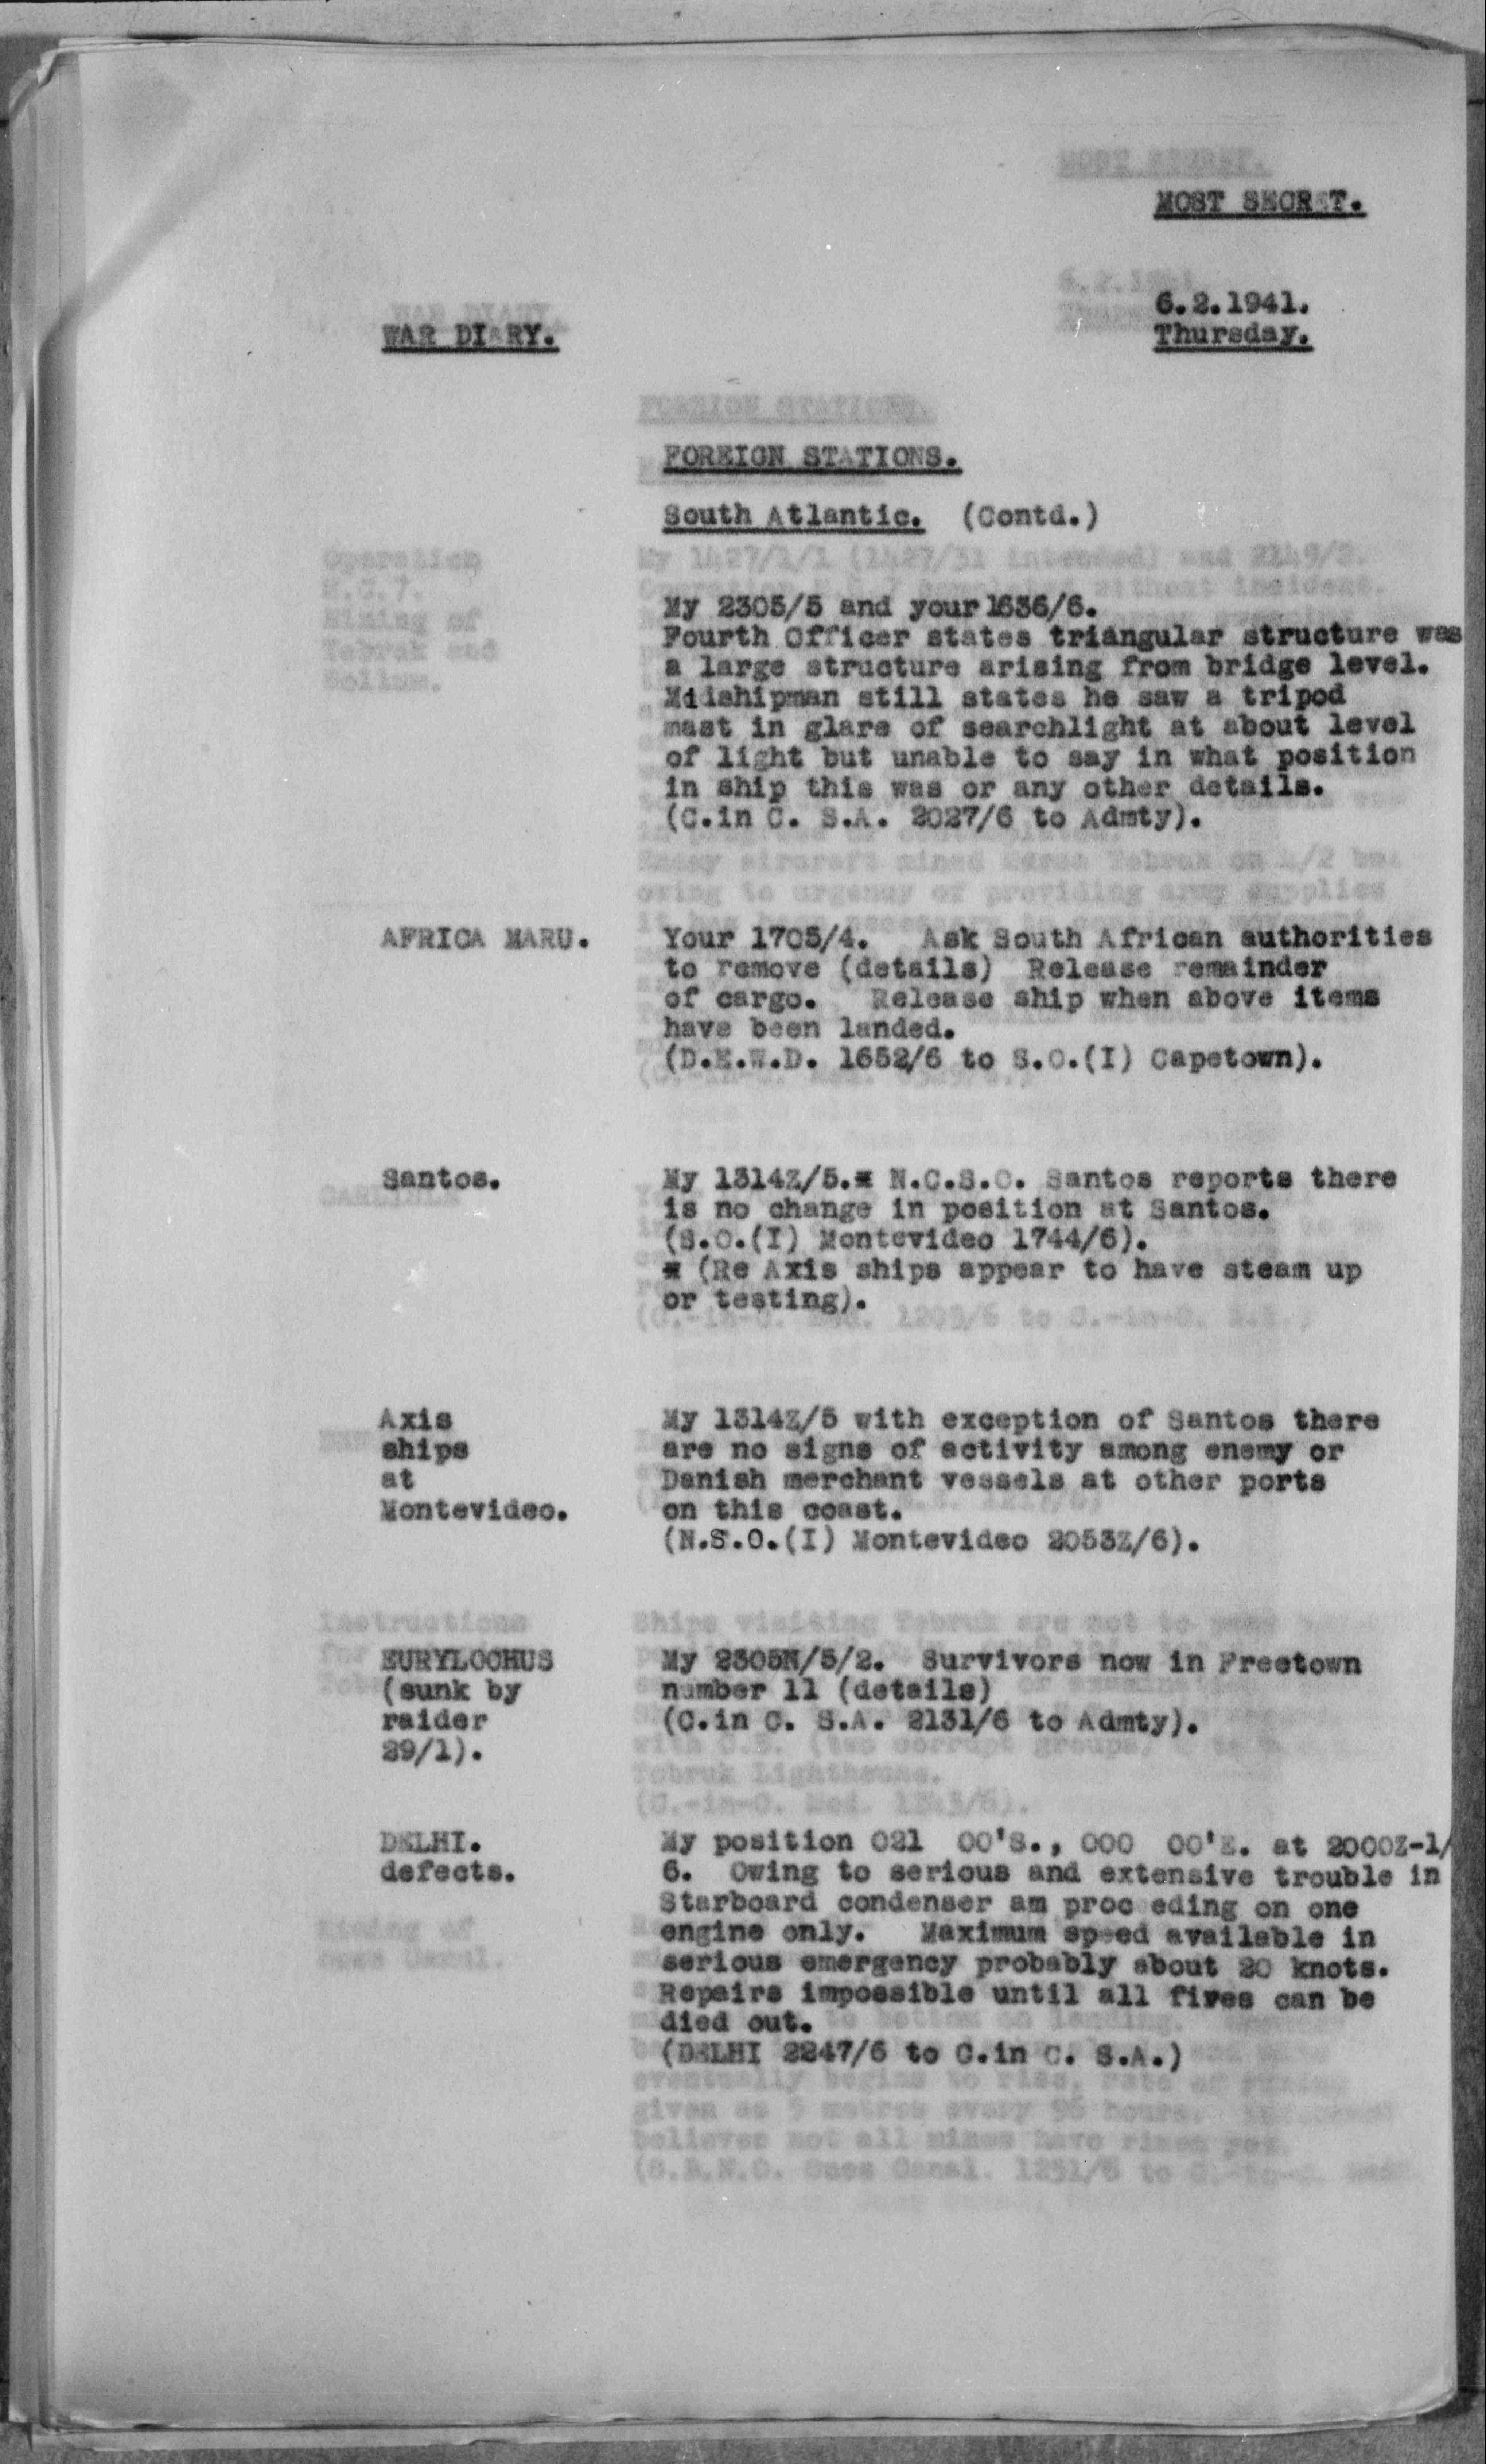 MOST SECRET.
6.2.1941.
WAR DIARY.
Thursday.
FOREIGN STATIONS.
South Atlantic. (Contd.)
My 2305/5 and your 1636/6.
Fourth Officer states triangular structure was
a large structure arising from bridge level.
Midshipman still states he saw a tripod
mast in glare of searchlight at about level
of light but unable to say in what position
in ship this was or any other details.
(C.in C. S.A. 2027/6 to Admty).
AFRICA MARU.
Your 1705/4. Ask South African authorities
to remove (details) Release remainder
of cargo. Release ship when above items
have been landed.
(D.E.W.D. 1652/6 to S.O.(I) Capetown).
Santos.
My 1314Z/5.* N.C.S.O. Santos reports there
is no change in position at Santos.
(S.O.(I) Montevideo 1744/6).
* (Re Axis ships appear to have steam up
or testing).
Axis
ships
at
Montevideo.
My 1314Z/5 with exception of Santos there
are no signs of activity among enemy or
Danish merchant vessels at other ports
on this coast.
(N.S.O.(I) Montevideo 2053Z/6).
EURYLOCHUS
(sunk by
raider
29/1).
My 2305N/5/2. Survivors now in Freetown
number 11 (details)
(C.in C. S.A. 2131/6 to Admty).
DELHI.
defects.
My position 021 00'S., 000 00'E. at 2000Z-1/
6. Owing to serious and extensive trouble in
Starboard condenser am proc eding on one
engine only. Maximum speed available in
serious emergency probably about 20 knots.
Repairs impossible until all fires can be
died out.
(DELHI 2247/6 to C.in C. S.A.)